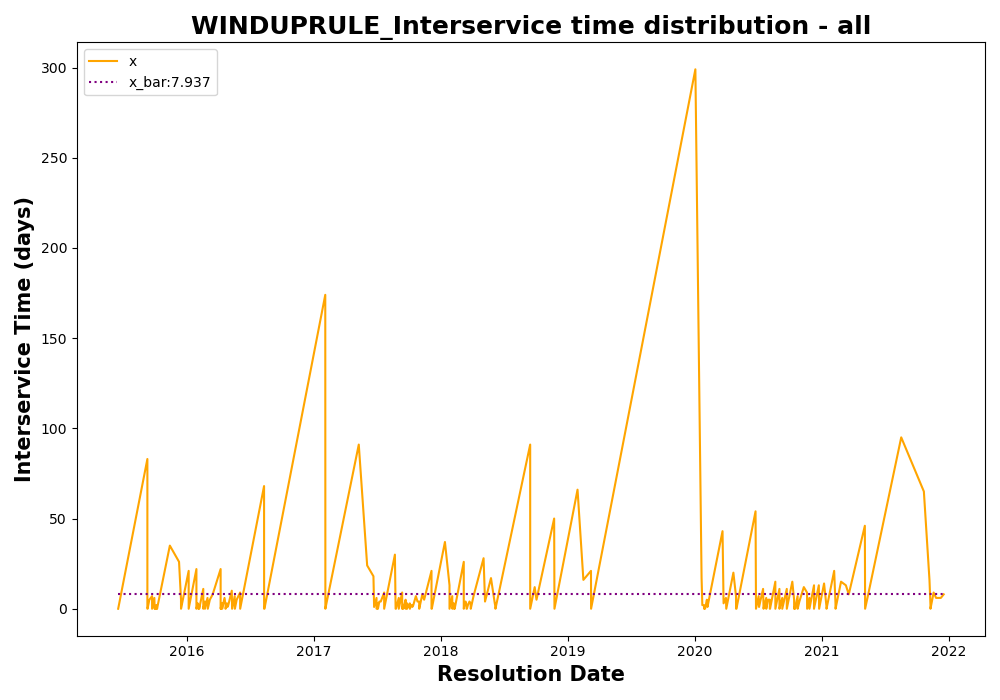 WINDUPRULE_Interservice time distribution - all
x
x_bar:7.937
Interservice Time (days)
300
250
200
150
100
50
0
2016 2017 2018 2019 2020 2021 2022
Resolution Date